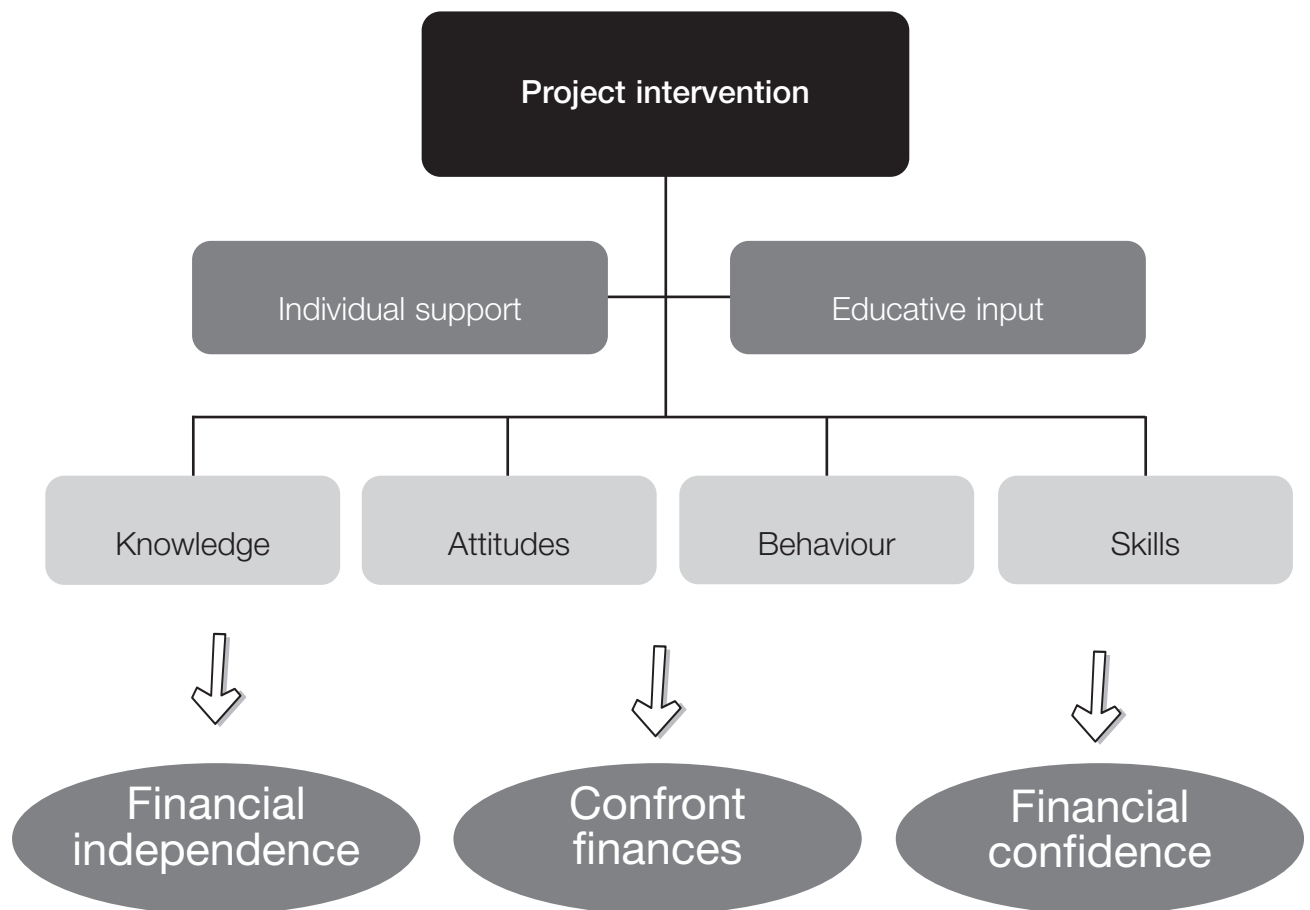 Project intervention
Individual support
Educative input
Knowledge
Attitudes
Behaviour
Skills
Financial
independence
Confront
finances
Financial
confidence